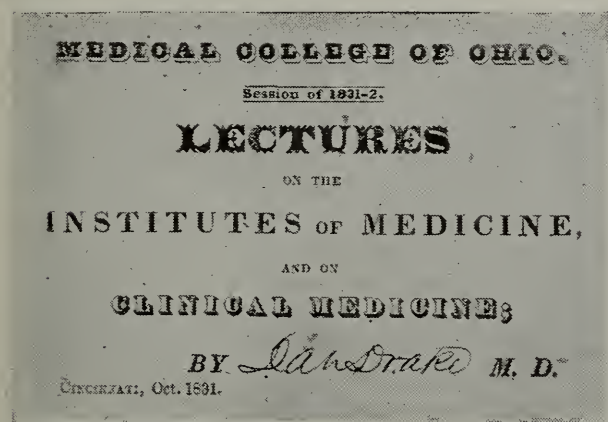 MEDICAL COLLEGE OF OHIO.
Session of 1831-2.
LECTURES
ON THE
INSTITUTES OF MEDICINE,
AND ON
CLINICAL MEDICINE;
BY Dan Drake M. D.
CINCINNATI, Oct. 1831.